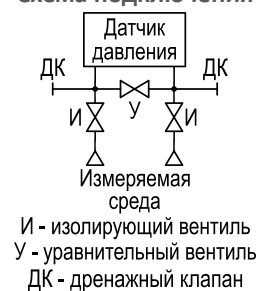 Схема подключения
Датчик
давления
ДК ДК
И У И
Измеряемая
среда
И - изолирующий вентиль
У - уравнительный вентиль
ДК - дренажный клапан